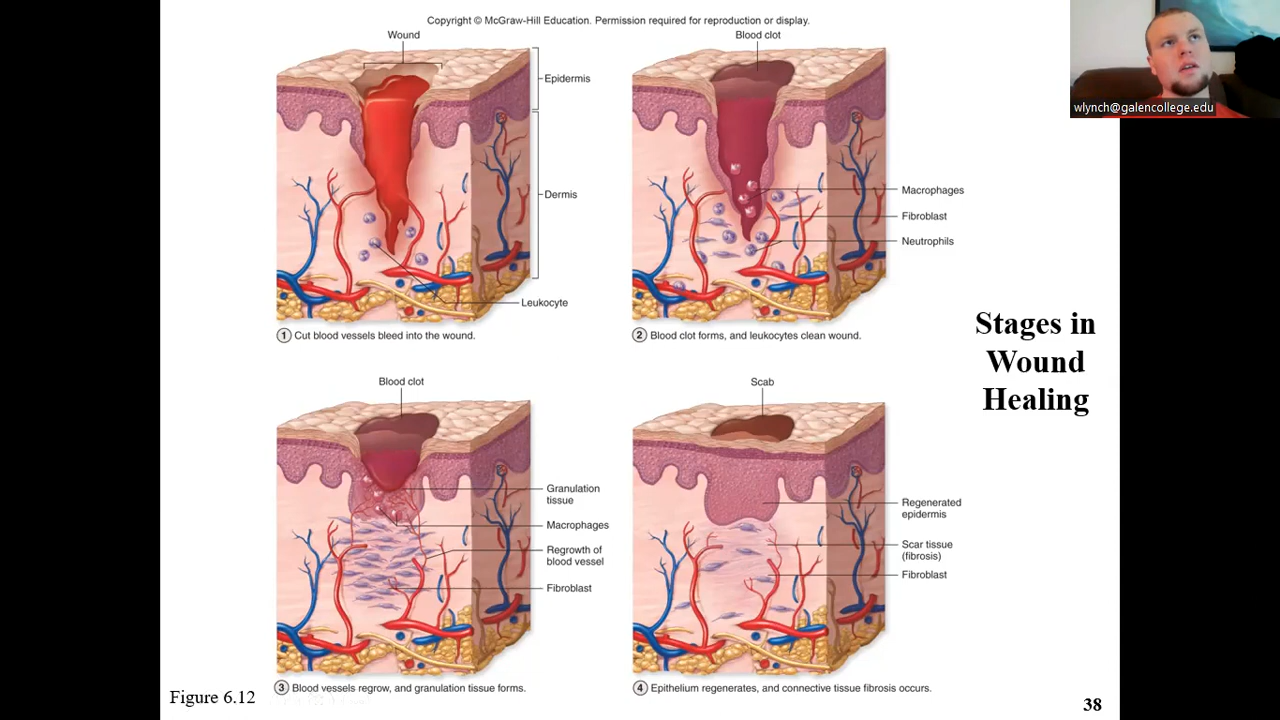 Copyright © McGraw-Hill Education. Permission required for reproduction or display.
Wound
Epidermis
Dermis
Leukocyte
1 Cut blood vessels bleed into the wound.
Blood clot
Macrophages
Fibroblast
Neutrophils
2 Blood clot forms, and leukocytes clean wound.
wlynch@galencollege.edu
Stages in
Wound
Healing
Blood clot
Granulation
tissue
Macrophages
Regrowth of
blood vessel
Fibroblast
3 Blood vessels regrow, and granulation tissue forms.
Scab
Regenerated
epidermis
Scar tissue
(fibrosis)
Fibroblast
4 Epithelium regenerates, and connective tissue fibrosis occurs.
Figure 6.12
38